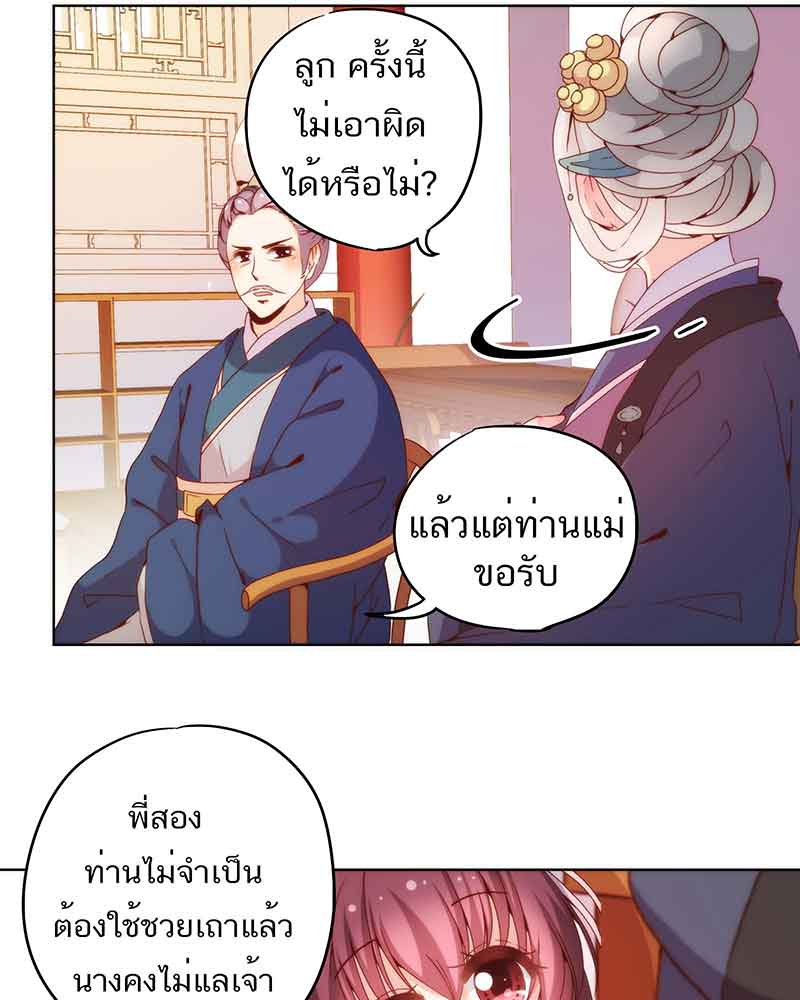 ลูก ครั้งนี้
ไม่เอาผิด
ได้หรือไม่?
แล้วแต่ท่านแม่
ขอรับ
พี่สอง
ท่านไม่จำเป็น
ต้องใช้ชวยเถาแล้ว
นางคงไม่แลเจ้า